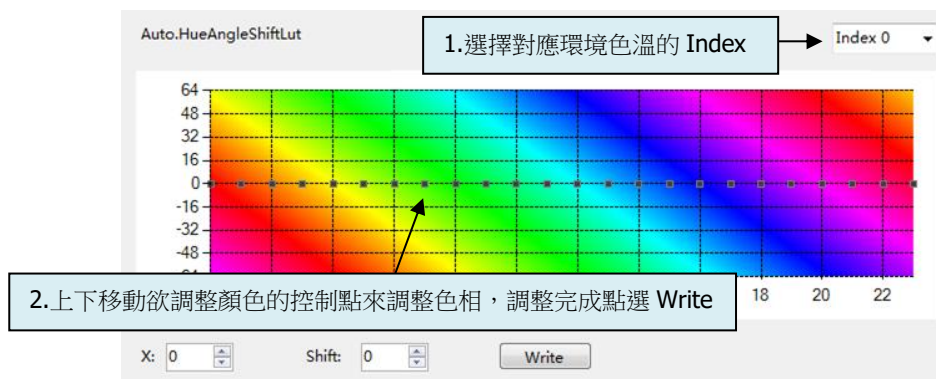 Auto.HueAngleShiftLut
1.選擇對應環境色溫的 Index
Index 0
64
48
32
16
0
-16
-32
-48
2.上下移動欲調整顏色的控制點來調整色相，調整完成點選 Write
18 20 22
X: 0 Shift: 0 Write